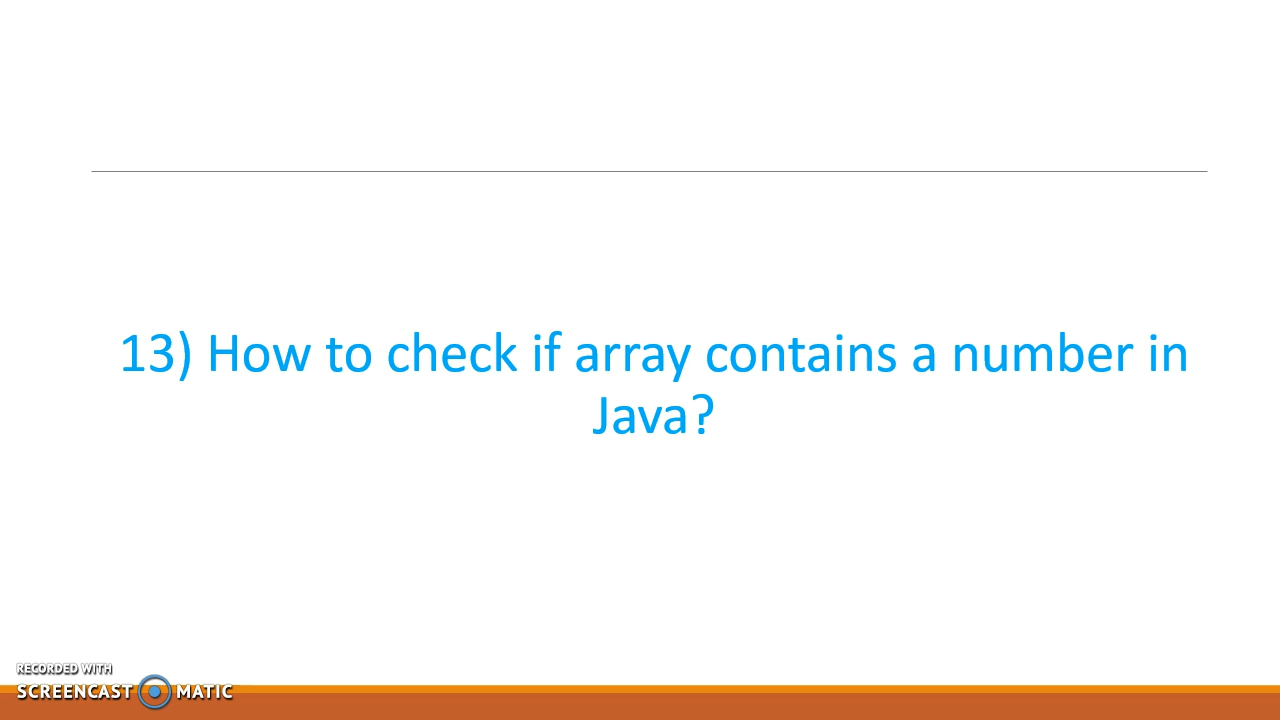 13) How to check if array contains a number in
Java?
RECORDED WITH
SCREENCAST MATIC